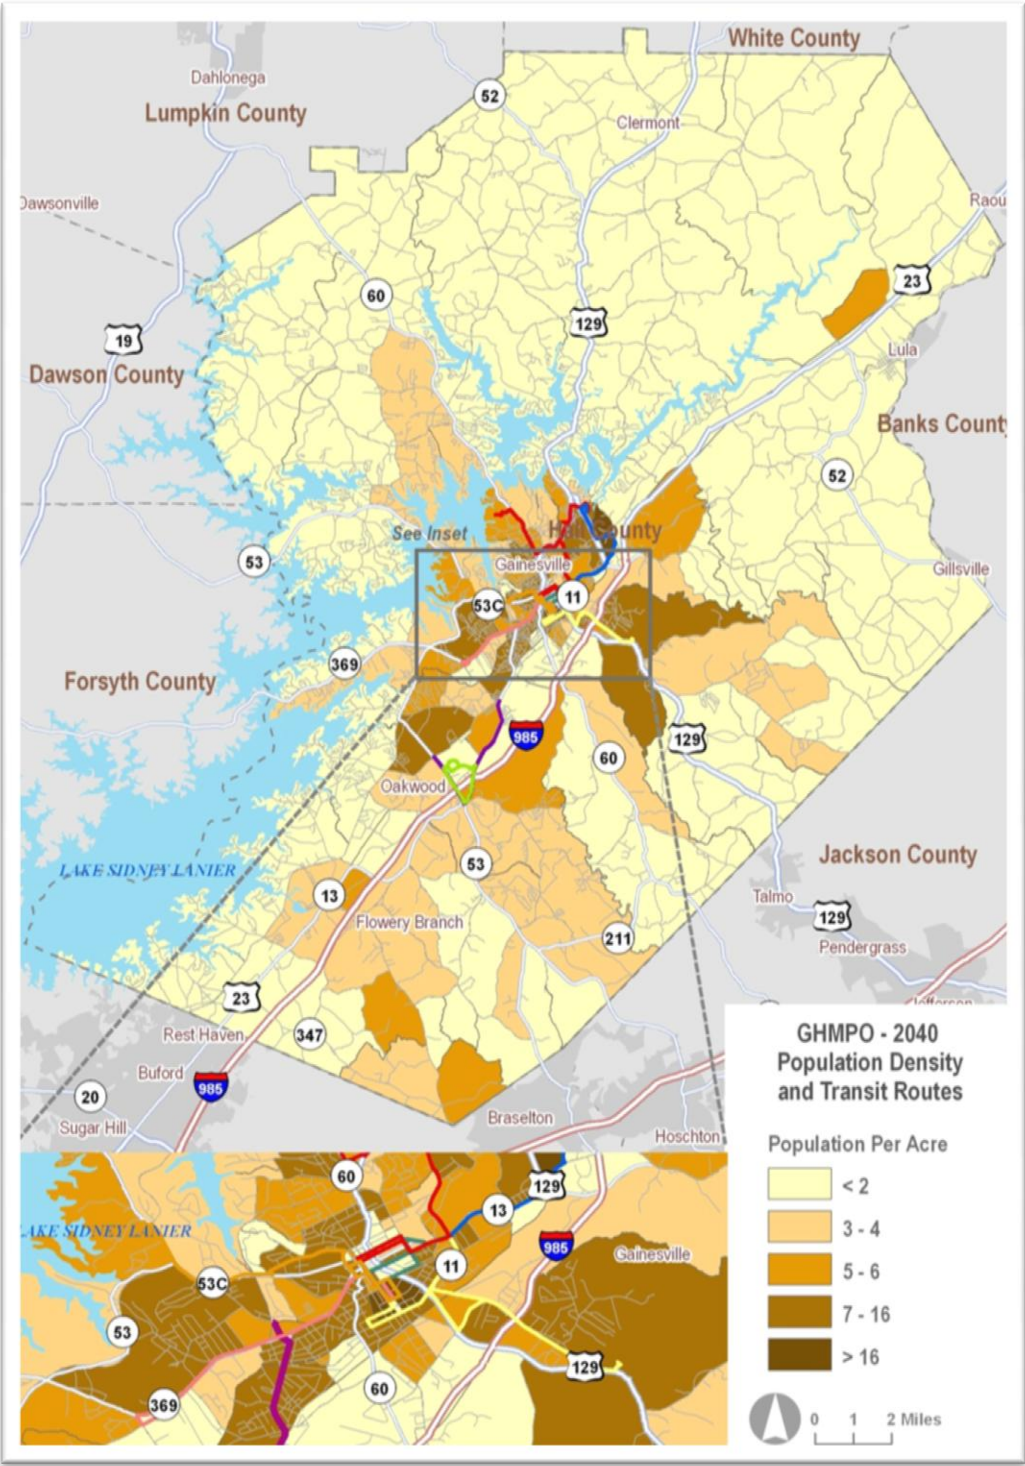 White County
Dahlonega
52
Lumpkin County
Clermont
Dawsonville
Raou
60
23
129
19
Lula
Dawson County
Banks County
52
See Inset
Hall County
53
Gainesville
Gillsville
11
53C
369
Forsyth County
985
129
60
Oakwood
LAKE SIDNEY LANIER
53
Jackson County
13
Talmo
Flowery Branch
129
211
Pendergrass
23
Jefferson
Rest Haven
347
Buford
985
20
Sugar Hill
Braselton
Hoschton
GHMPO - 2040
Population Density
and Transit Routes
Population Per Acre
< 2
3 - 4
5 - 6
7 - 16
> 16
0 1 2 Miles
60
129
13
LAKE SIDNEY LANIER
985
Gainesville
11
53C
53
129
60
369